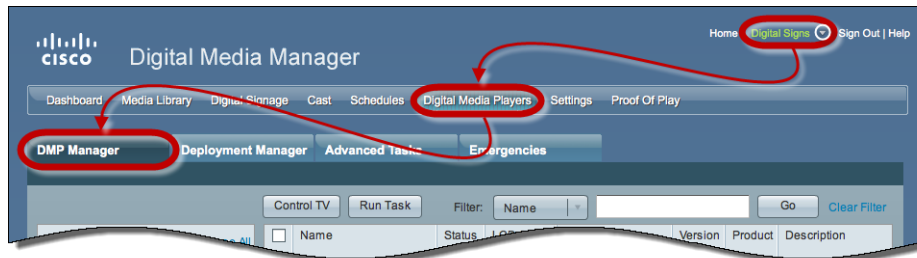 Home Digital Signs Sign Out | Help
cisco Digital Media Manager
Dashboard Media Library Digital Signage Cast Schedules Digital Media Players Settings Proof Of Play
DMP Manager Deployment Manager Advanced Tasks Emergencies
Control TV Run Task Filter: Name Go Clear Filter
All Name Status Version Product Description